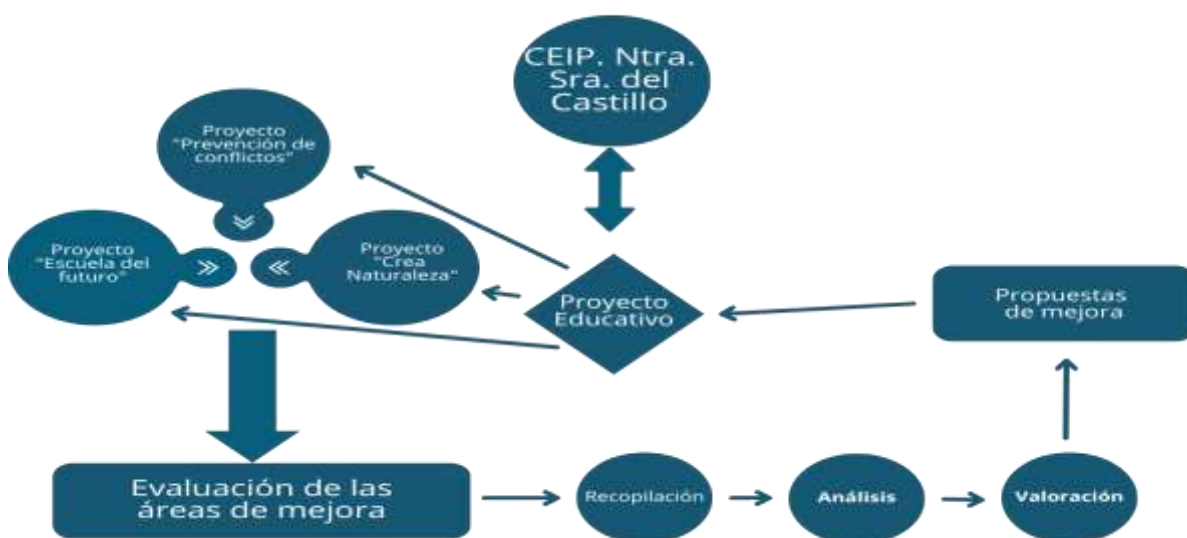 CEIP. Ntra.
Sra. del
Castillo
Proyecto
"Prevención de
conflictos"
Proyecto
"Escuela del
futuro"
Proyecto
"Crea
Naturaleza"
Proyecto
Educativo
Propuestas
de mejora
Evaluación de las
áreas de mejora
Recopilación
Análisis
Valoración